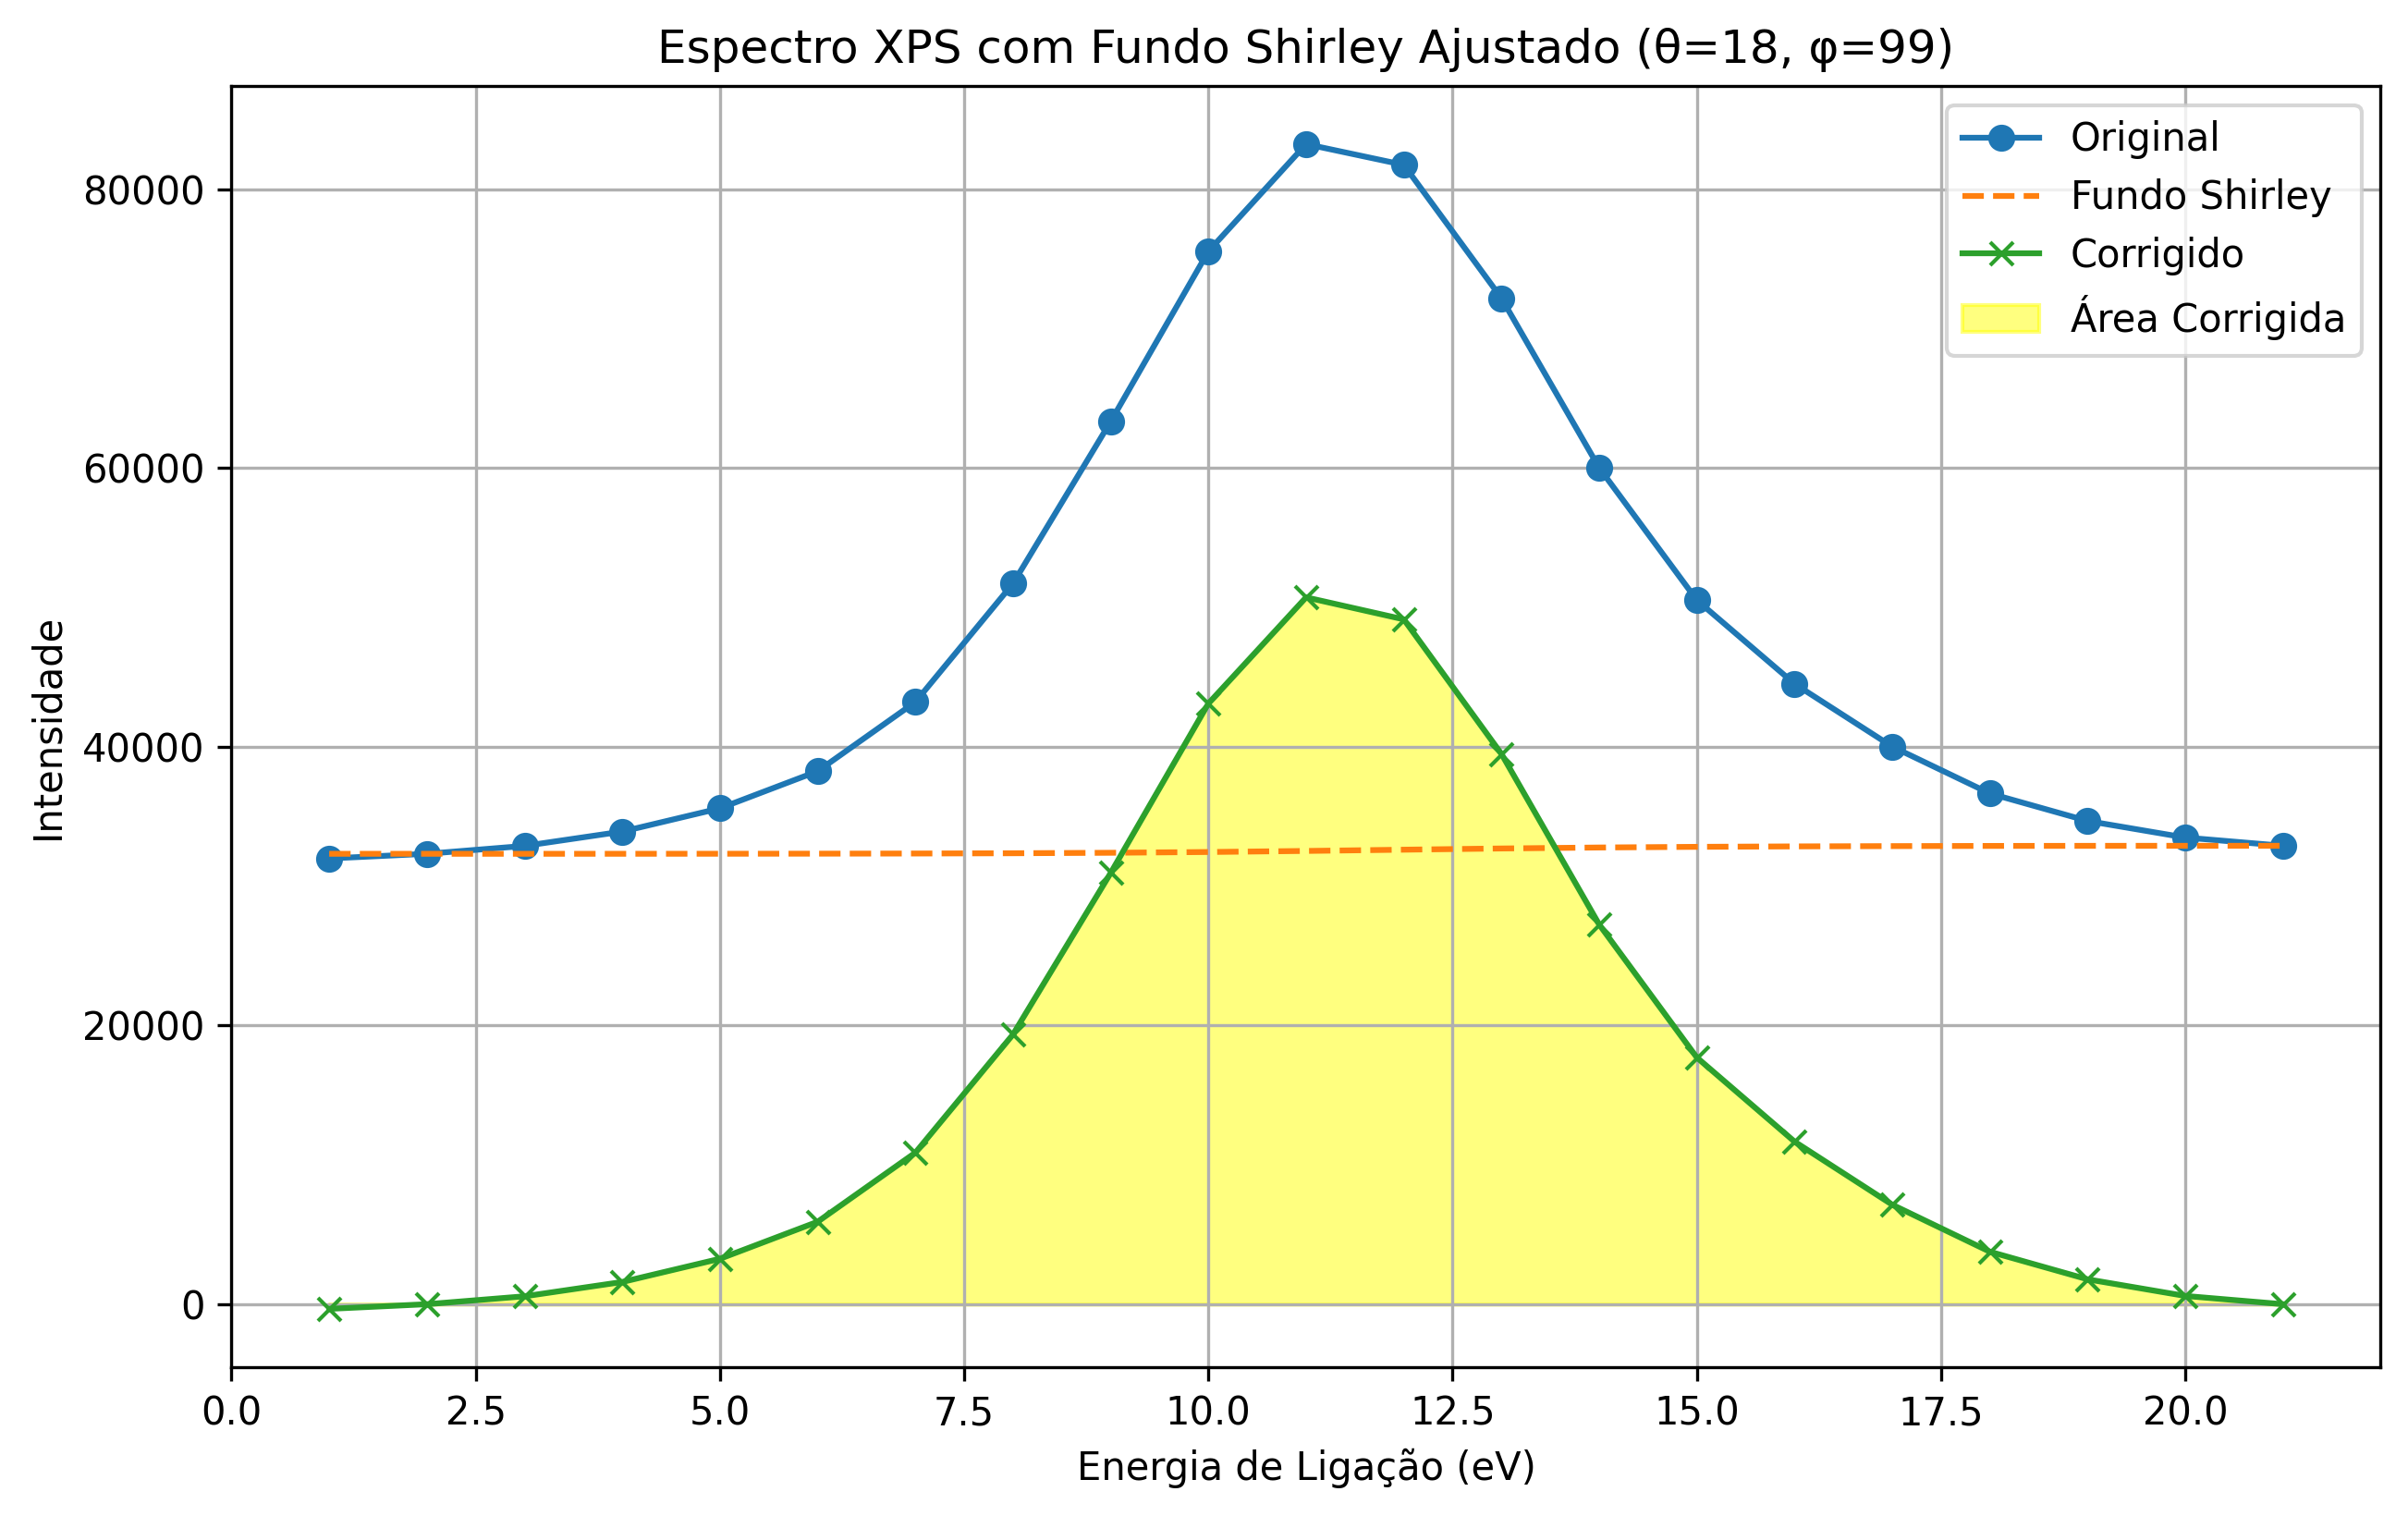 Espectro XPS com Fundo Shirley Ajustado (θ=18, φ=99)
Original
Fundo Shirley
Corrigido
Área Corrigida
80000
60000
40000
20000
0
Intensidade
0.0 2.5 5.0 7.5 10.0 12.5 15.0 17.5 20.0
Energia de Ligação (eV)